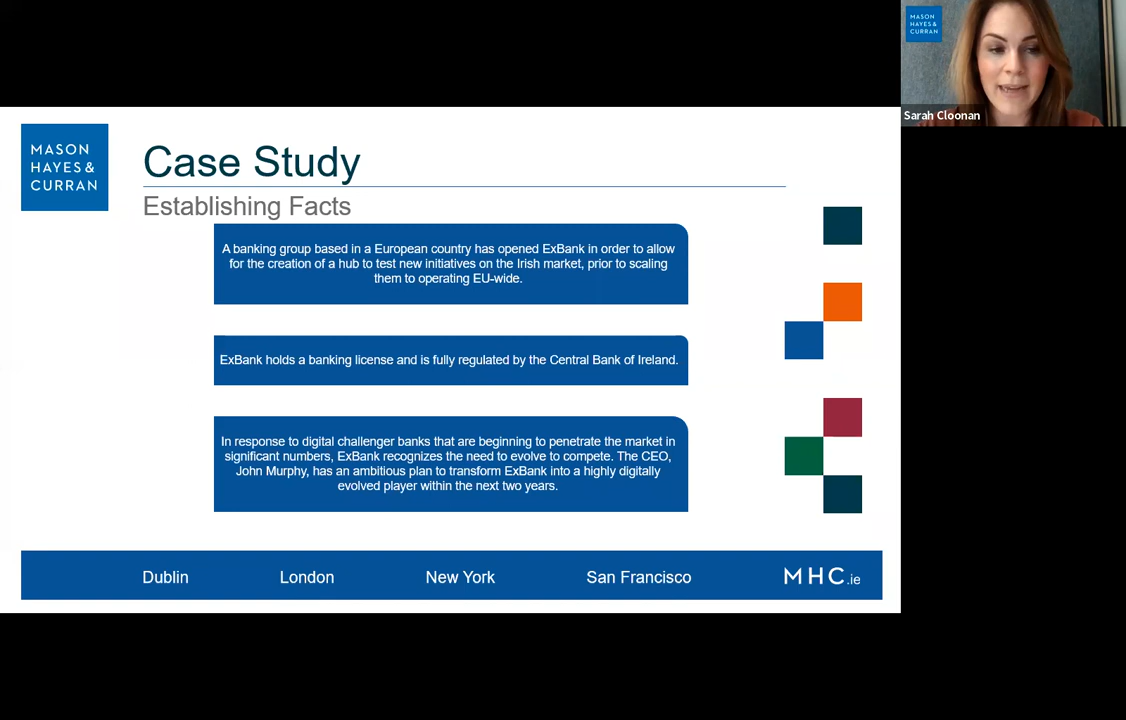 MASON
HAYES &
CURRAN
Sarah Cloonan
MASON
HAYES &
CURRAN
Case Study
Establishing Facts
A banking group based in a European country has opened ExBank in order to allow
for the creation of a hub to test new initiatives on the Irish market, prior to scaling
them to operating EU-wide.
ExBank holds a banking license and is fully regulated by the Central Bank of Ireland.
In response to digital challenger banks that are beginning to penetrate the market in
significant numbers, ExBank recognizes the need to evolve to compete. The CEO,
John Murphy, has an ambitious plan to transform ExBank into a highly digitally
evolved player within the next two years.
Dublin London New York San Francisco MHC.ie